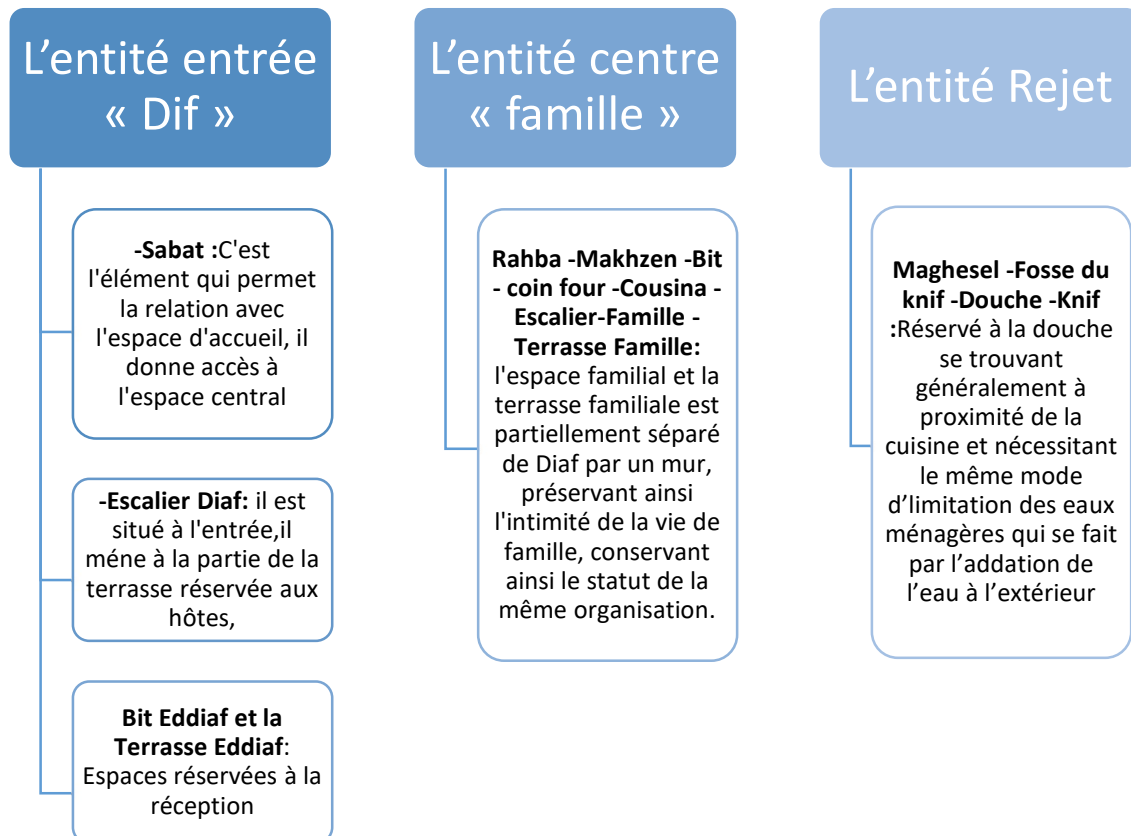 L'entité entrée
« Dif »
-Sabat :C'est
l'élément qui permet
la relation avec
l'espace d'accueil, il
donne accès à
l'espace central
-Escalier Diaf: il est
situé à l'entrée,il
méne à la partie de la
terrasse réservée aux
hôtes,
Bit Eddiaf et la
Terrasse Eddiaf:
Espaces réservées à la
réception
L'entité centre
« famille »
Rahba -Makhzen -Bit
- coin four -Cousina -
Escalier-Famille -
Terrasse Famille:
l'espace familial et la
terrasse familiale est
partiellement séparé
de Diaf par un mur,
préservant ainsi
l'intimité de la vie de
famille, conservant
ainsi le statut de la
même organisation.
L'entité Rejet
Maghesel -Fosse du
knif -Douche -Knif
:Réservé à la douche
se trouvant
généralement à
proximité de la
cuisine et nécessitant
le même mode
d'limitation des eaux
ménagères qui se fait
par l'addation de
l'eau à l'extérieur